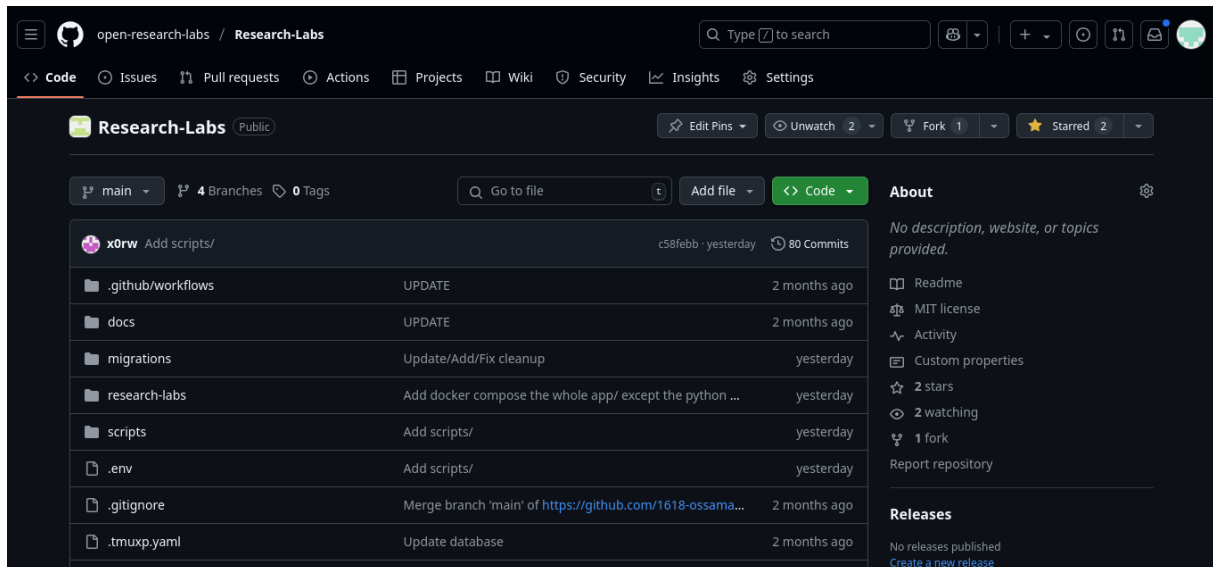 open-research-labs / Research-Labs
Type / to search
Code Issues Pull requests Actions Projects Wiki Security Insights Settings
Research-Labs Public
Edit Pins Unwatch 2 Fork 1 Starred 2
main 4 Branches 0 Tags Go to file t Add file Code
x0rw Add scripts/ c58febb · yesterday 80 Commits
.github/workflows UPDATE 2 months ago
docs UPDATE 2 months ago
migrations Update/Add/Fix cleanup yesterday
research-labs Add docker compose the whole app/ except the python ... yesterday
scripts Add scripts/ yesterday
.env Add scripts/ yesterday
.gitignore Merge branch 'main' of https://github.com/1618-ossama... 2 months ago
.tmuxp.yaml Update database 2 months ago
About
No description, website, or topics
provided.
Readme
MIT license
Activity
Custom properties
2 stars
2 watching
1 fork
Report repository
Releases
No releases published
Create a new release